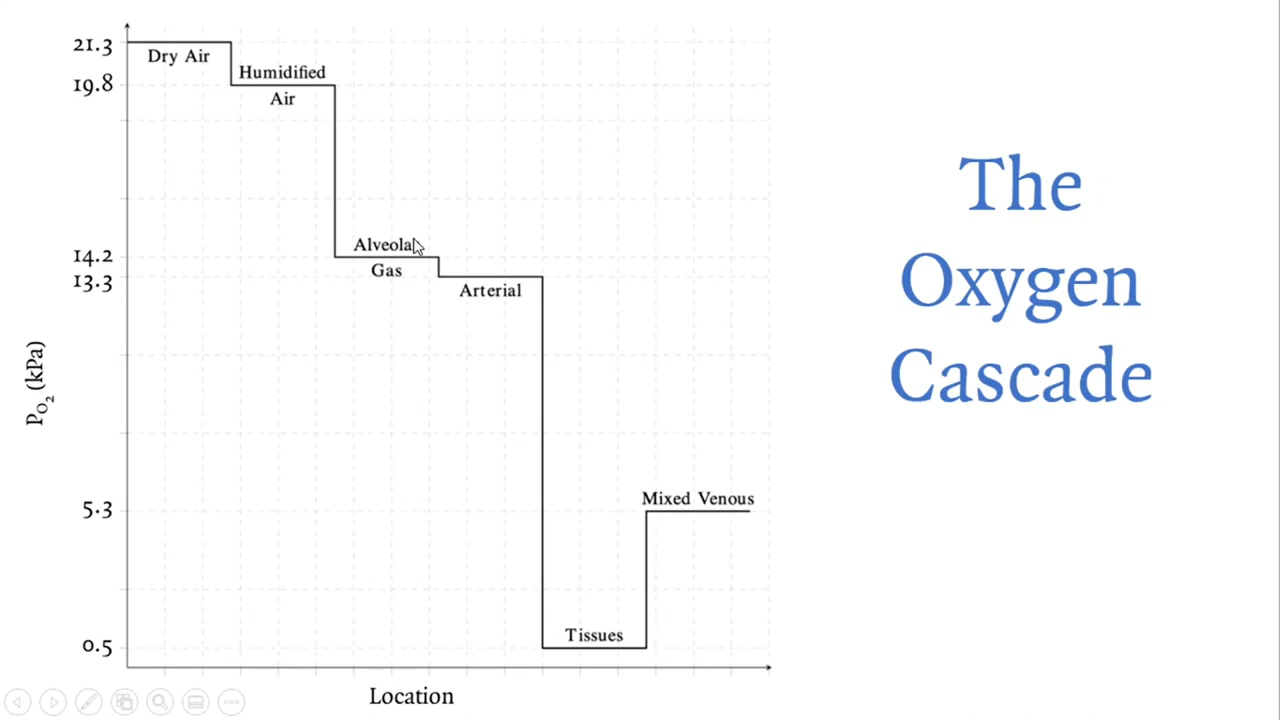 21.3
Dry Air
Humidified
19.8
Air
Alveola
14.2
Gas
13.3
Arterial
PO₂ (kPa)
Mixed Venous
5.3
Tissues
0.5
Location
The
Oxygen
Cascade